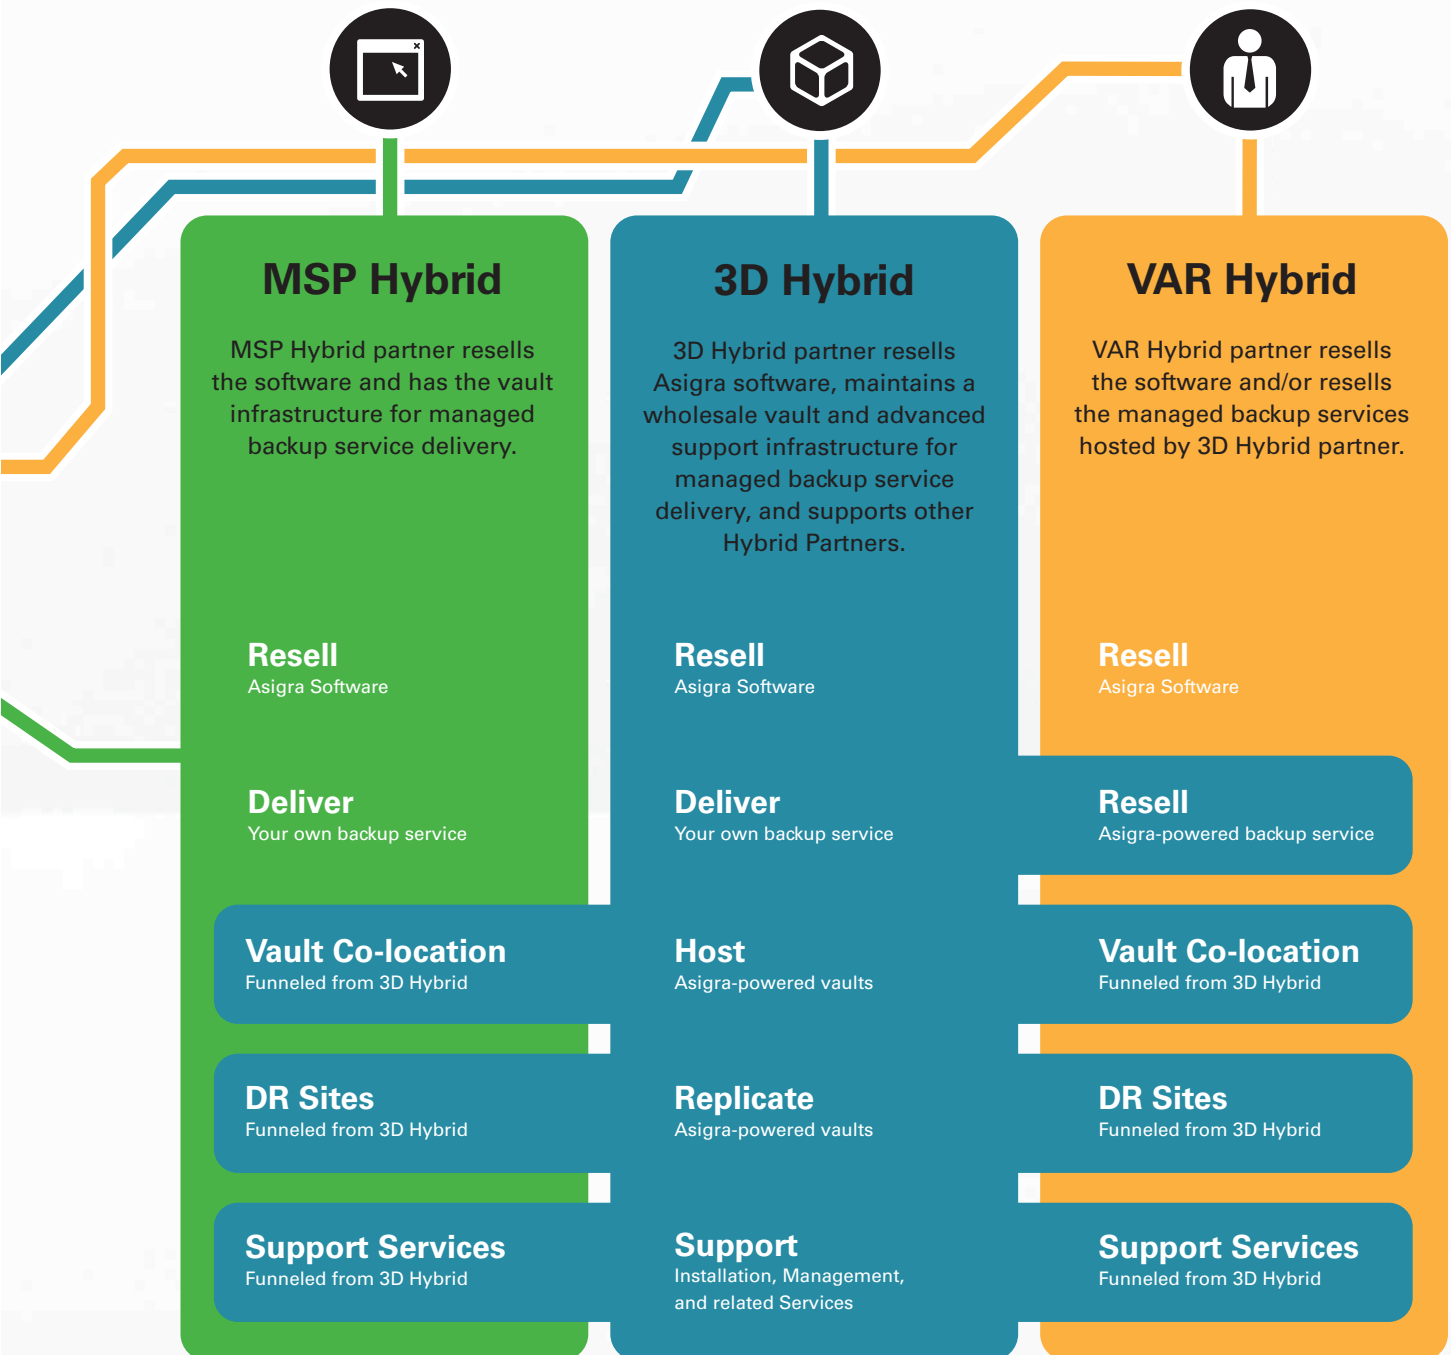 MSP Hybrid
MSP Hybrid partner resells
the software and has the vault
infrastructure for managed
backup service delivery.
Resell
Asigra Software
Deliver
Your own backup service
Vault Co-location
Funneled from 3D Hybrid
DR Sites
Funneled from 3D Hybrid
Support Services
Funneled from 3D Hybrid
3D Hybrid
3D Hybrid partner resells
Asigra software, maintains a
wholesale vault and advanced
support infrastructure for
managed backup service
delivery, and supports other
Hybrid Partners.
Resell
Asigra Software
Deliver
Your own backup service
Host
Asigra-powered vaults
Replicate
Asigra-powered vaults
Support
Installation, Management,
and related Services
VAR Hybrid
VAR Hybrid partner resells
the software and/or resells
the managed backup services
hosted by 3D Hybrid partner.
Resell
Asigra Software
Resell
Asigra-powered backup service
Vault Co-location
Funneled from 3D Hybrid
DR Sites
Funneled from 3D Hybrid
Support Services
Funneled from 3D Hybrid